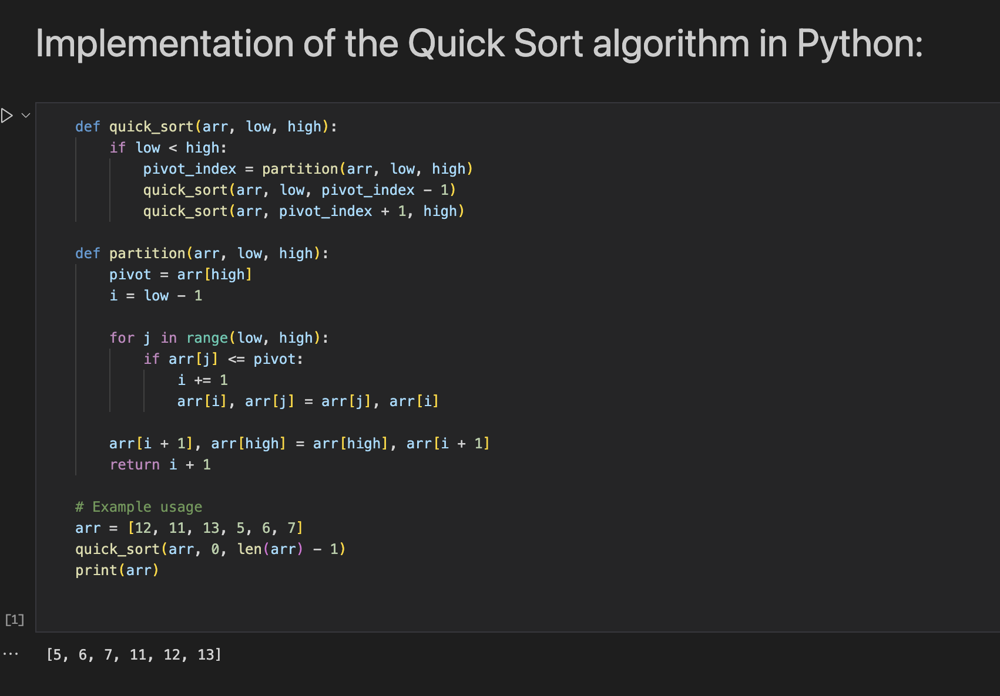 Implementation of the Quick Sort algorithm in Python:
def quick_sort(arr, low, high):
    if low < high:
        pivot_index = partition(arr, low, high)
        quick_sort(arr, low, pivot_index - 1)
        quick_sort(arr, pivot_index + 1, high)
def partition(arr, low, high):
    pivot = arr[high]
    i = low - 1
    for j in range(low, high):
        if arr[j] <= pivot:
            i += 1
            arr[i], arr[j] = arr[j], arr[i]
    arr[i + 1], arr[high] = arr[high], arr[i + 1]
    return i + 1
# Example usage
arr = [12, 11, 13, 5, 6, 7]
quick_sort(arr, 0, len(arr) - 1)
print(arr)
[1]
... [5, 6, 7, 11, 12, 13]